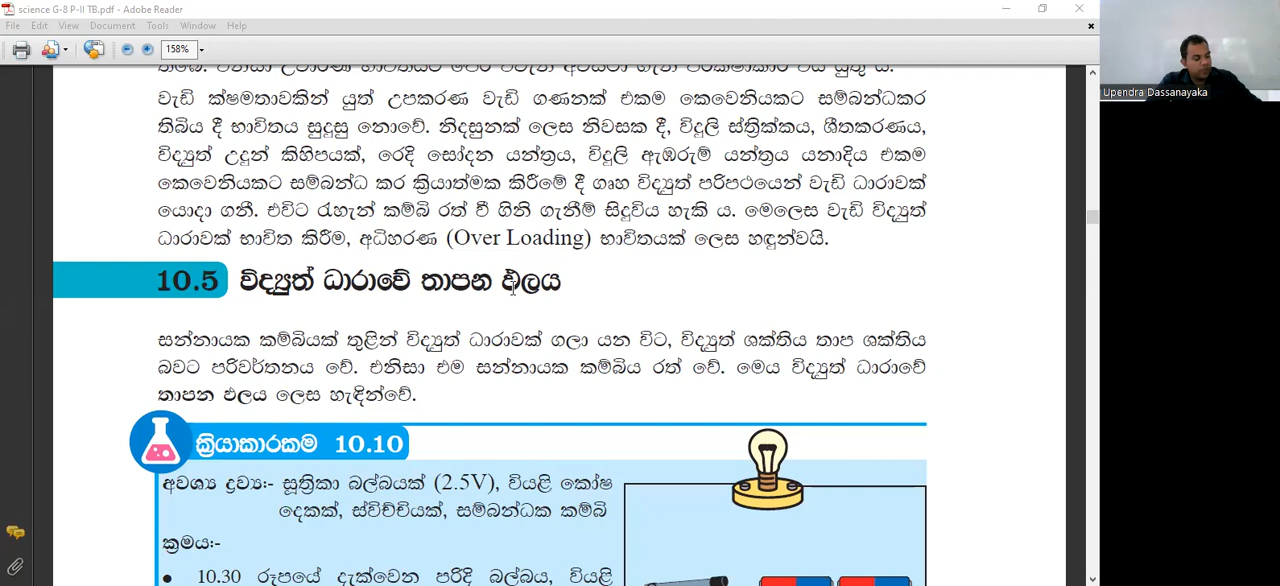 science G-8 P-II TB.pdf - Adobe Reader
File Edit View Document Tools Window Help
158%
Upendra Dassanayaka
වැඩි ක්ෂමතාවකින් යුත් උපකරණ වැඩි ගණනක් එකම කෙවෙනියකට සම්බන්ධකර
තිබිය දී භාවිතය සුදුසු නොවේ. නිදසුනක් ලෙස නිවසක දී, විදුලි ස්ත්‍රික්කය, ශීතකරණය,
විද්‍යුත් උදුන් කිහිපයක්, රෙදි සෝදන යන්ත්‍රය, විදුලි ඇඹරුම් යන්ත්‍රය යනාදිය එකම
කෙවෙනියකට සම්බන්ධ කර ක්‍රියාත්මක කිරීමේ දී ගෘහ විද්‍යුත් පරිපථයෙන් වැඩි ධාරාවක්
යොදා ගනී. එවිට රැහැන් කම්බි රත් වී ගිනි ගැනීම් සිදුවිය හැකි ය. මෙලෙස වැඩි විද්‍යුත්
ධාරාවක් භාවිත කිරීම, අධිභරණ (Over Loading) භාවිතයක් ලෙස හඳුන්වයි.
10.5 විද්‍යුත් ධාරාවේ තාපන ඵලය
සන්නායක කම්බියක් තුළින් විද්‍යුත් ධාරාවක් ගලා යන විට, විද්‍යුත් ශක්තිය තාප ශක්තිය
බවට පරිවර්තනය වේ. එනිසා එම සන්නායක කම්බිය රත් වේ. මෙය විද්‍යුත් ධාරාවේ
තාපන ඵලය ලෙස හැඳින්වේ.
ක්‍රියාකාරකම 10.10
අවශ්‍ය ද්‍රව්‍ය:- සූත්‍රිකා බල්බයක් (2.5V), වියළි කෝෂ
දෙකක්, ස්විච්චියක්, සම්බන්ධක කම්බි
ක්‍රමය:-
• 10.30 රූපයේ දැක්වෙන පරිදි බල්බය, වියළි